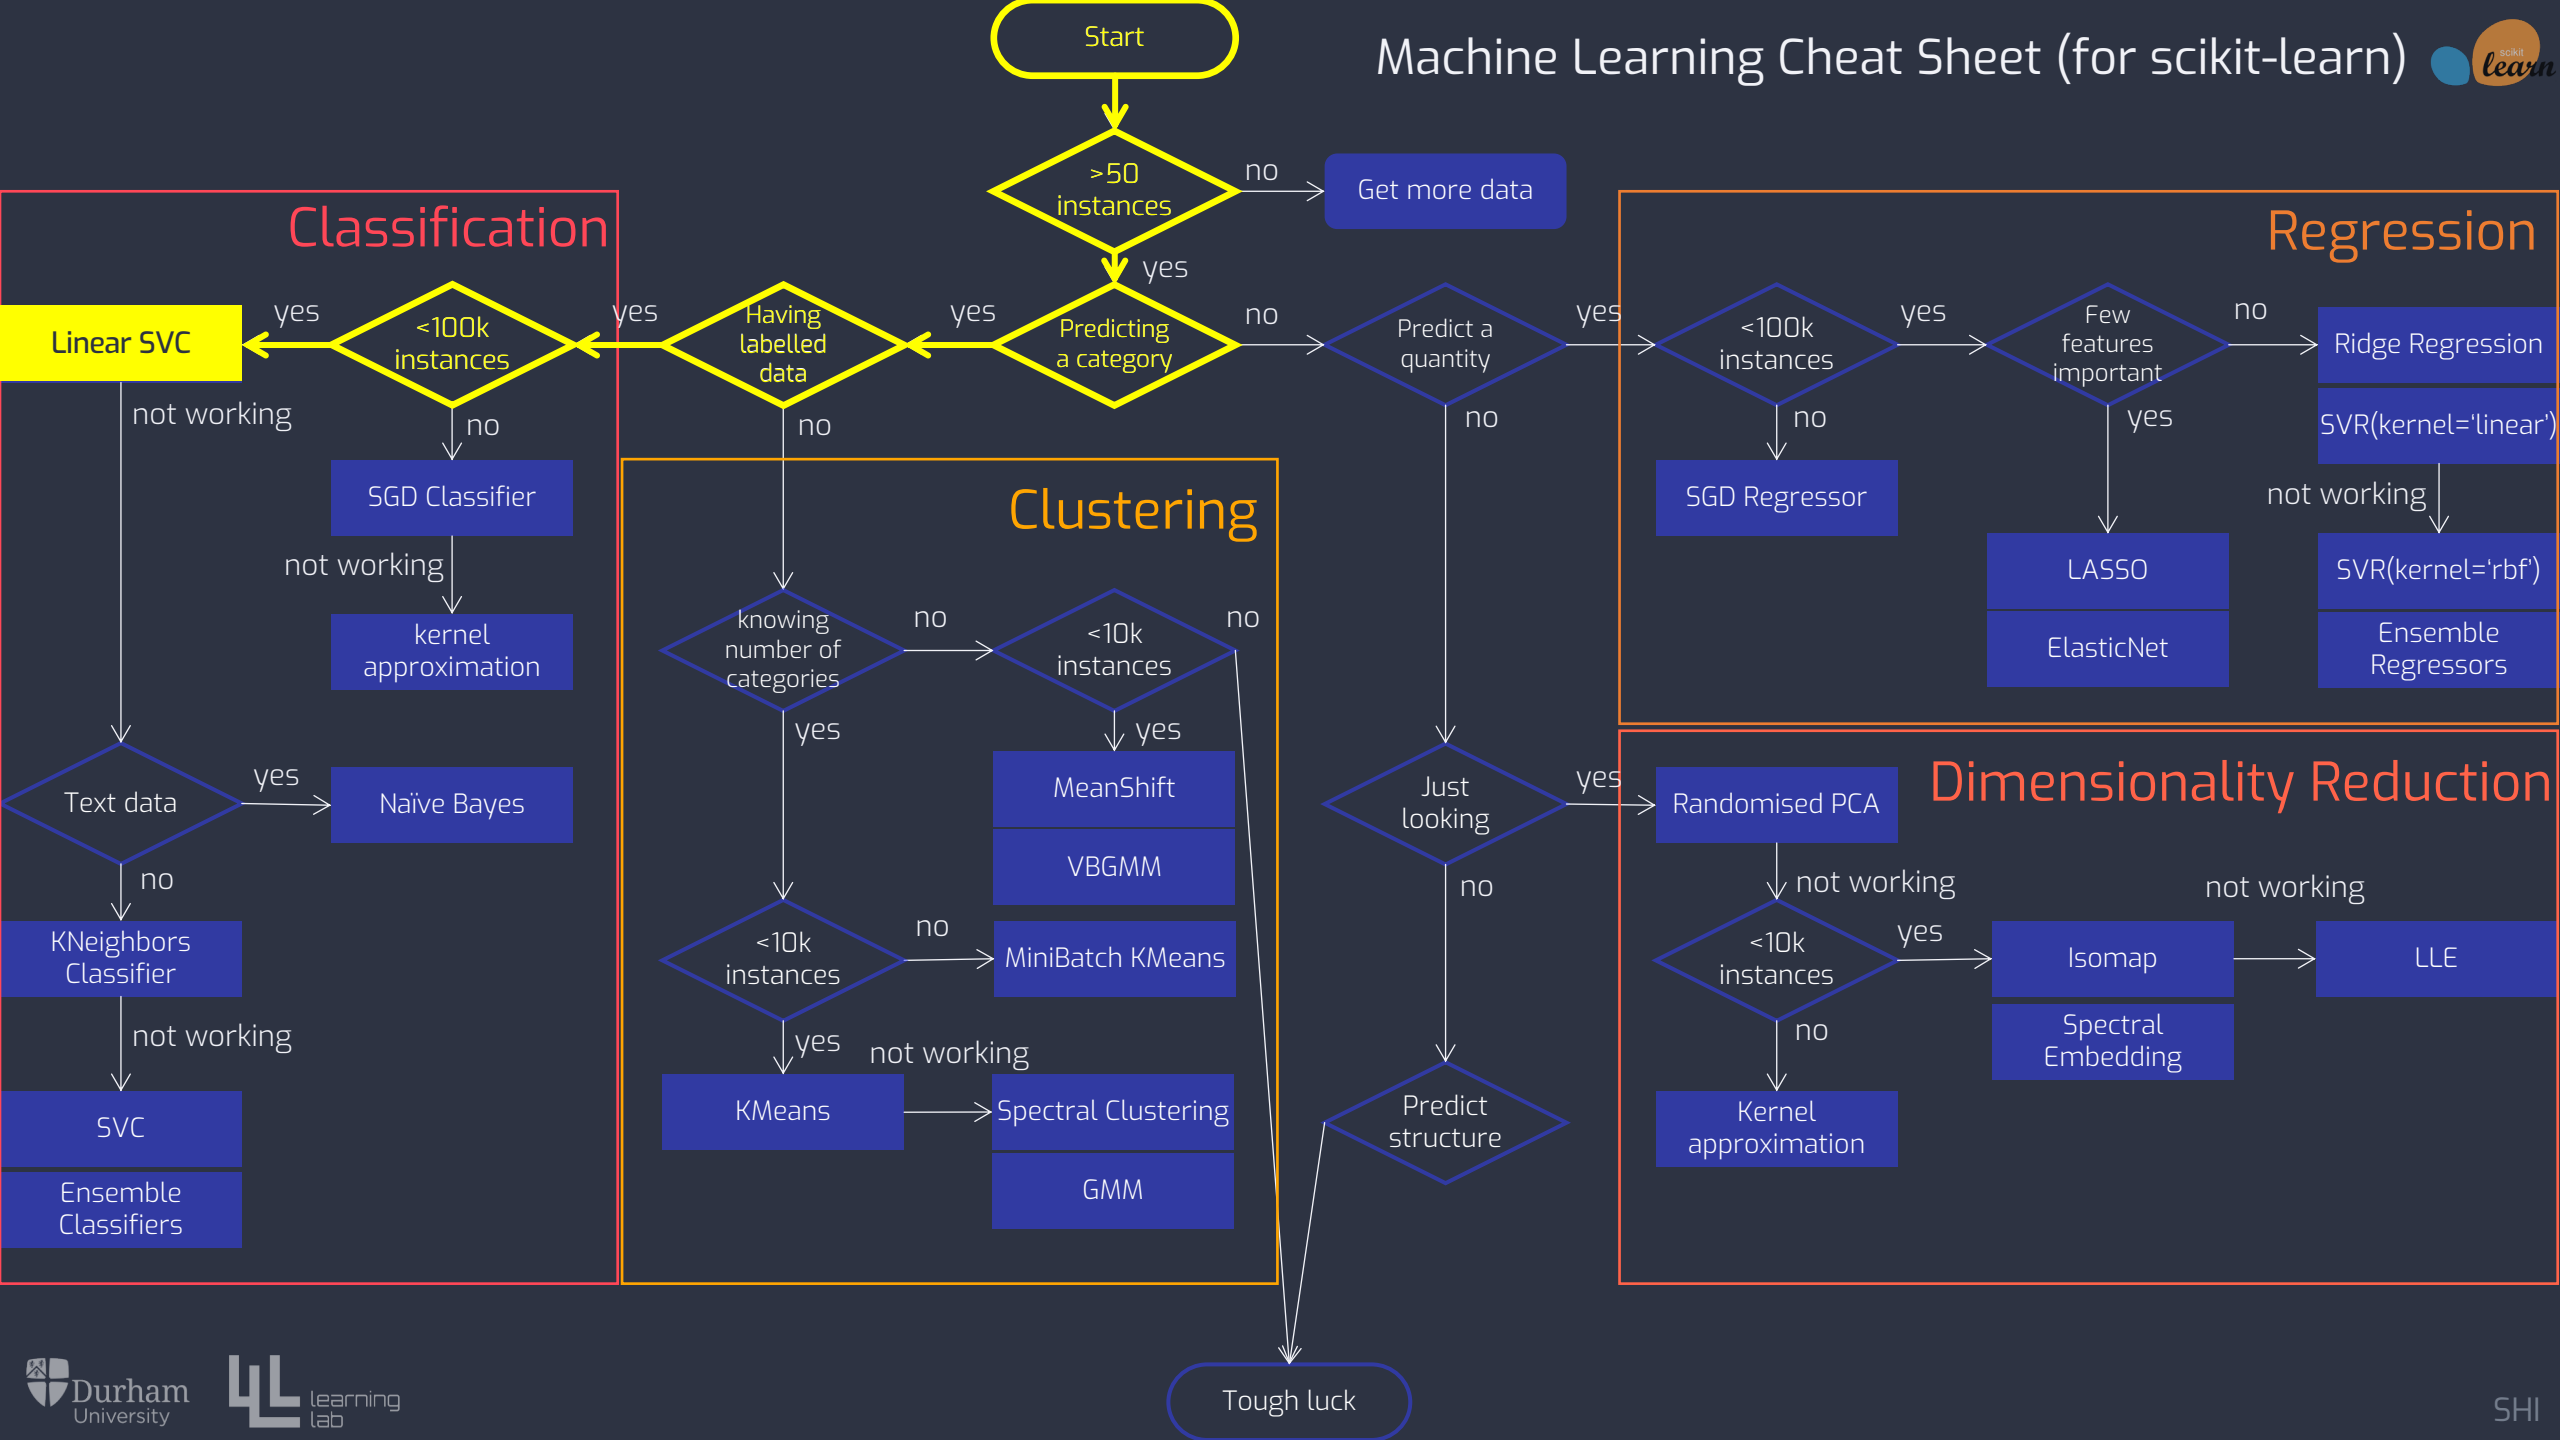 Start
Machine Learning Cheat Sheet (for scikit-learn)
scikit
learn
>50
instances
no
Get more data
yes
Classification
Regression
Linear SVC
yes
<100k
instances
yes
Having
labelled
data
yes
Predicting
a category
no
Predict a
quantity
yes
<100k
instances
yes
Few
features
important
no
Ridge Regression
SVR(kernel=‘linear’)
not working
no
no
no
no
yes
SGD Classifier
Clustering
SGD Regressor
not working
not working
kernel
approximation
LASSO
ElasticNet
SVR(kernel=‘rbf’)
Ensemble
Regressors
knowing
number of
categories
no
<10k
instances
no
yes
yes
MeanShift
VBGMM
Text data
yes
Naïve Bayes
no
Just
looking
yes
Randomised PCA
Dimensionality Reduction
no
not working
not working
KNeighbors
Classifier
<10k
instances
no
MiniBatch KMeans
<10k
instances
yes
Isomap
LLE
Spectral
Embedding
not working
yes
not working
no
SVC
KMeans
Spectral Clustering
GMM
Predict
structure
Kernel
approximation
Ensemble
Classifiers
Durham
University
learning
lab
Tough luck
SHI